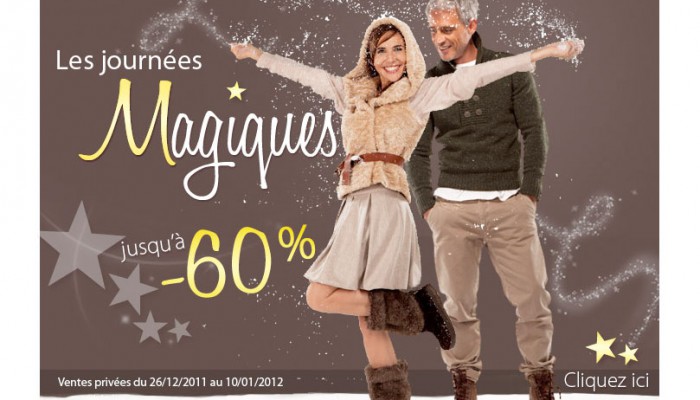 Les journées
Magiques
jusqu'à
-60%
Ventes privées du 26/12/2011 au 10/01/2012
Cliquez ici